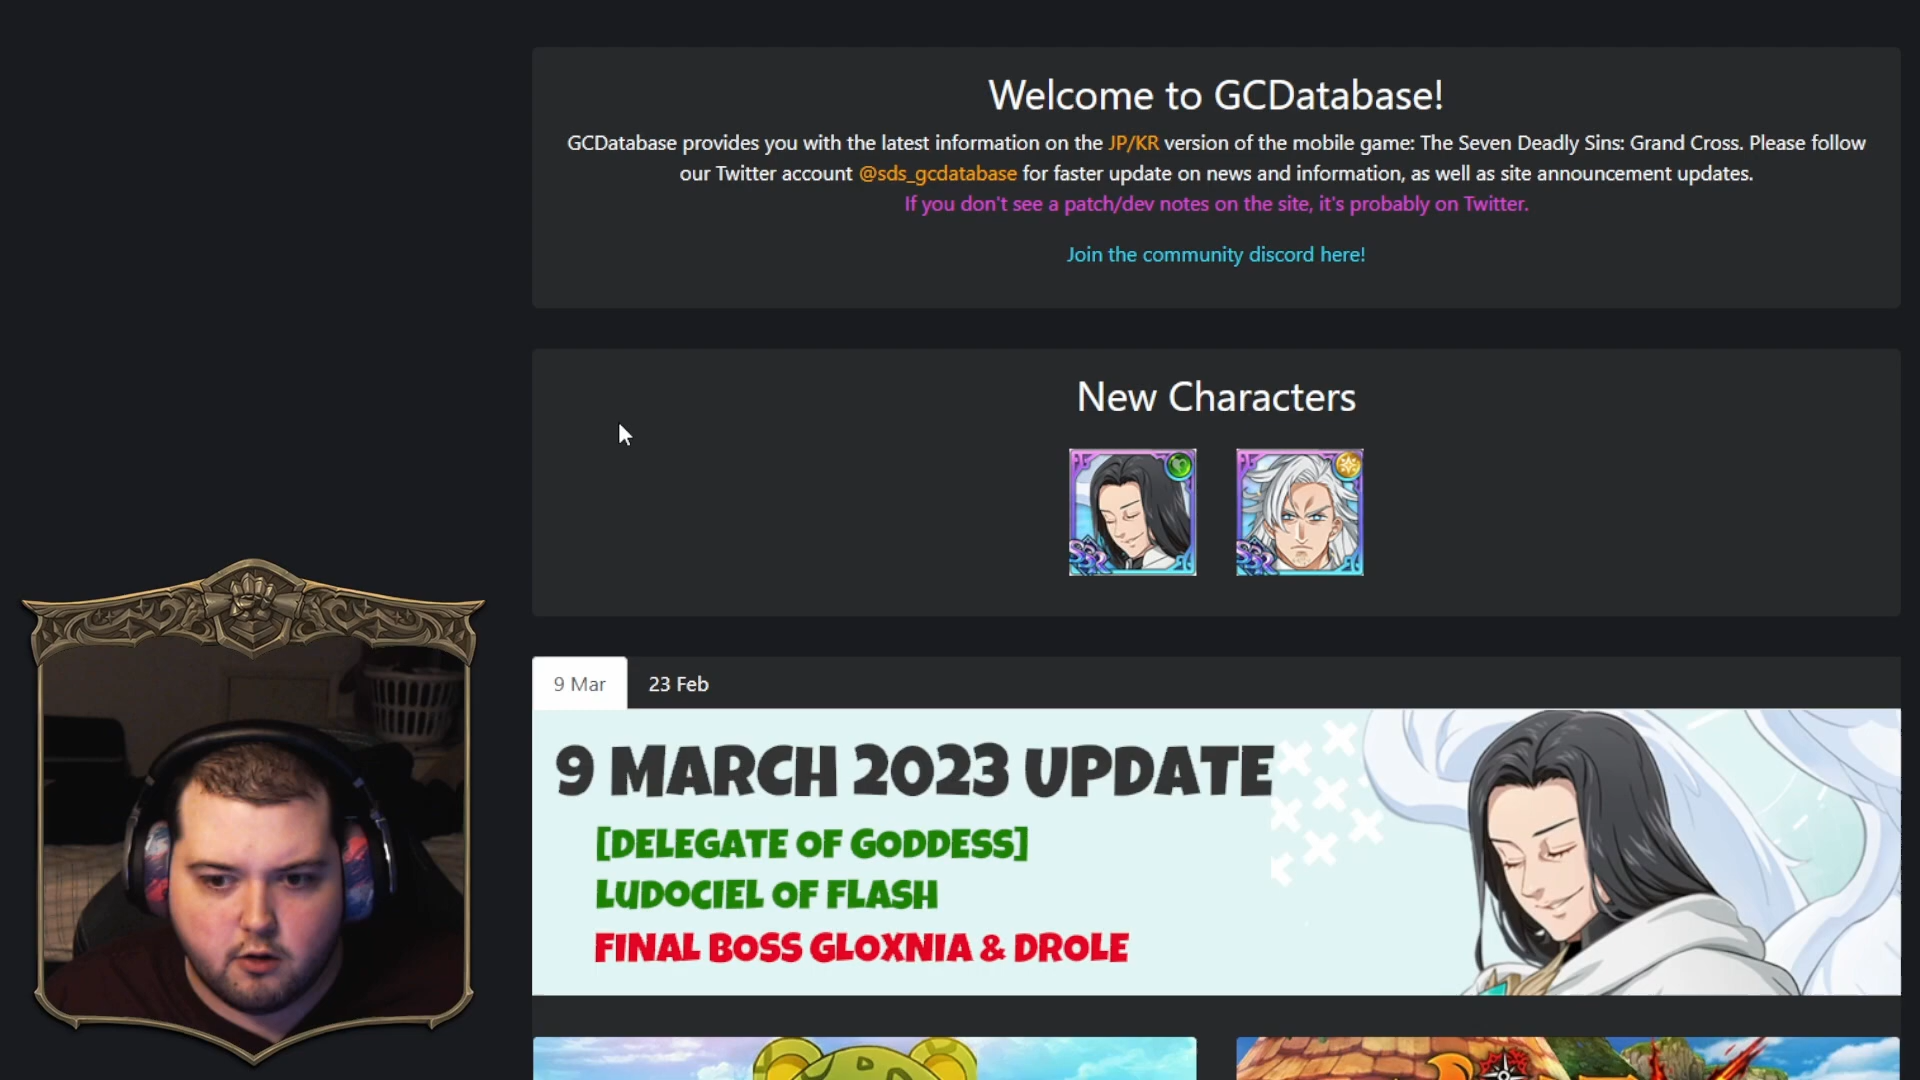 Welcome to GCDatabase!
GCDatabase provides you with the latest information on the JP/KR version of the mobile game: The Seven Deadly Sins: Grand Cross. Please follow
our Twitter account @sds_gcdatabase for faster update on news and information, as well as site announcement updates.
If you don't see a patch/dev notes on the site, it's probably on Twitter.
Join the community discord here!
New Characters
SSR
SSR
9 Mar
23 Feb
9 MARCH 2023 UPDATE
[DELEGATE OF GODDESS]
LUDOCIEL OF FLASH
FINAL BOSS GLOXNIA & DROLE